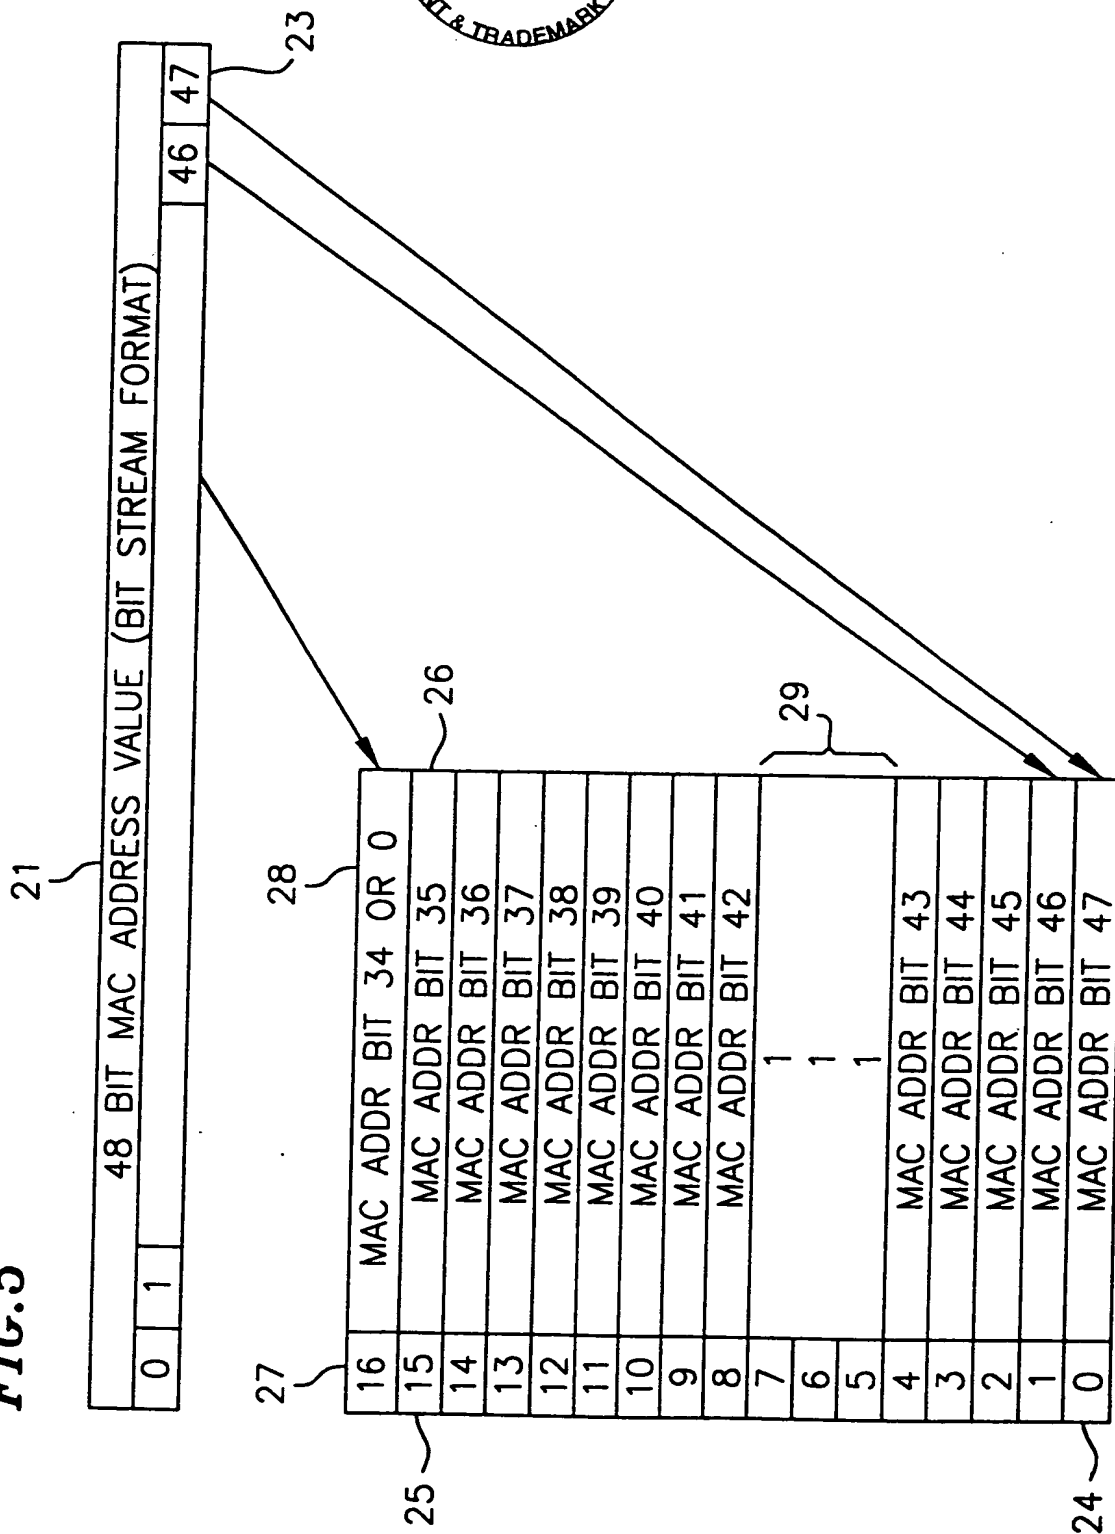 FIG.5
NT & TRADEMARK
21
48 BIT MAC ADDRESS VALUE (BIT STREAM FORMAT)
0 1 46 47
23
27
28
16 MAC ADDR BIT 34 OR 0
25
15 MAC ADDR BIT 35
26
14 MAC ADDR BIT 36
13 MAC ADDR BIT 37
12 MAC ADDR BIT 38
11 MAC ADDR BIT 39
10 MAC ADDR BIT 40
9 MAC ADDR BIT 41
8 MAC ADDR BIT 42
7 1
6 1
5 1
29
4 MAC ADDR BIT 43
3 MAC ADDR BIT 44
2 MAC ADDR BIT 45
1 MAC ADDR BIT 46
0 MAC ADDR BIT 47
24